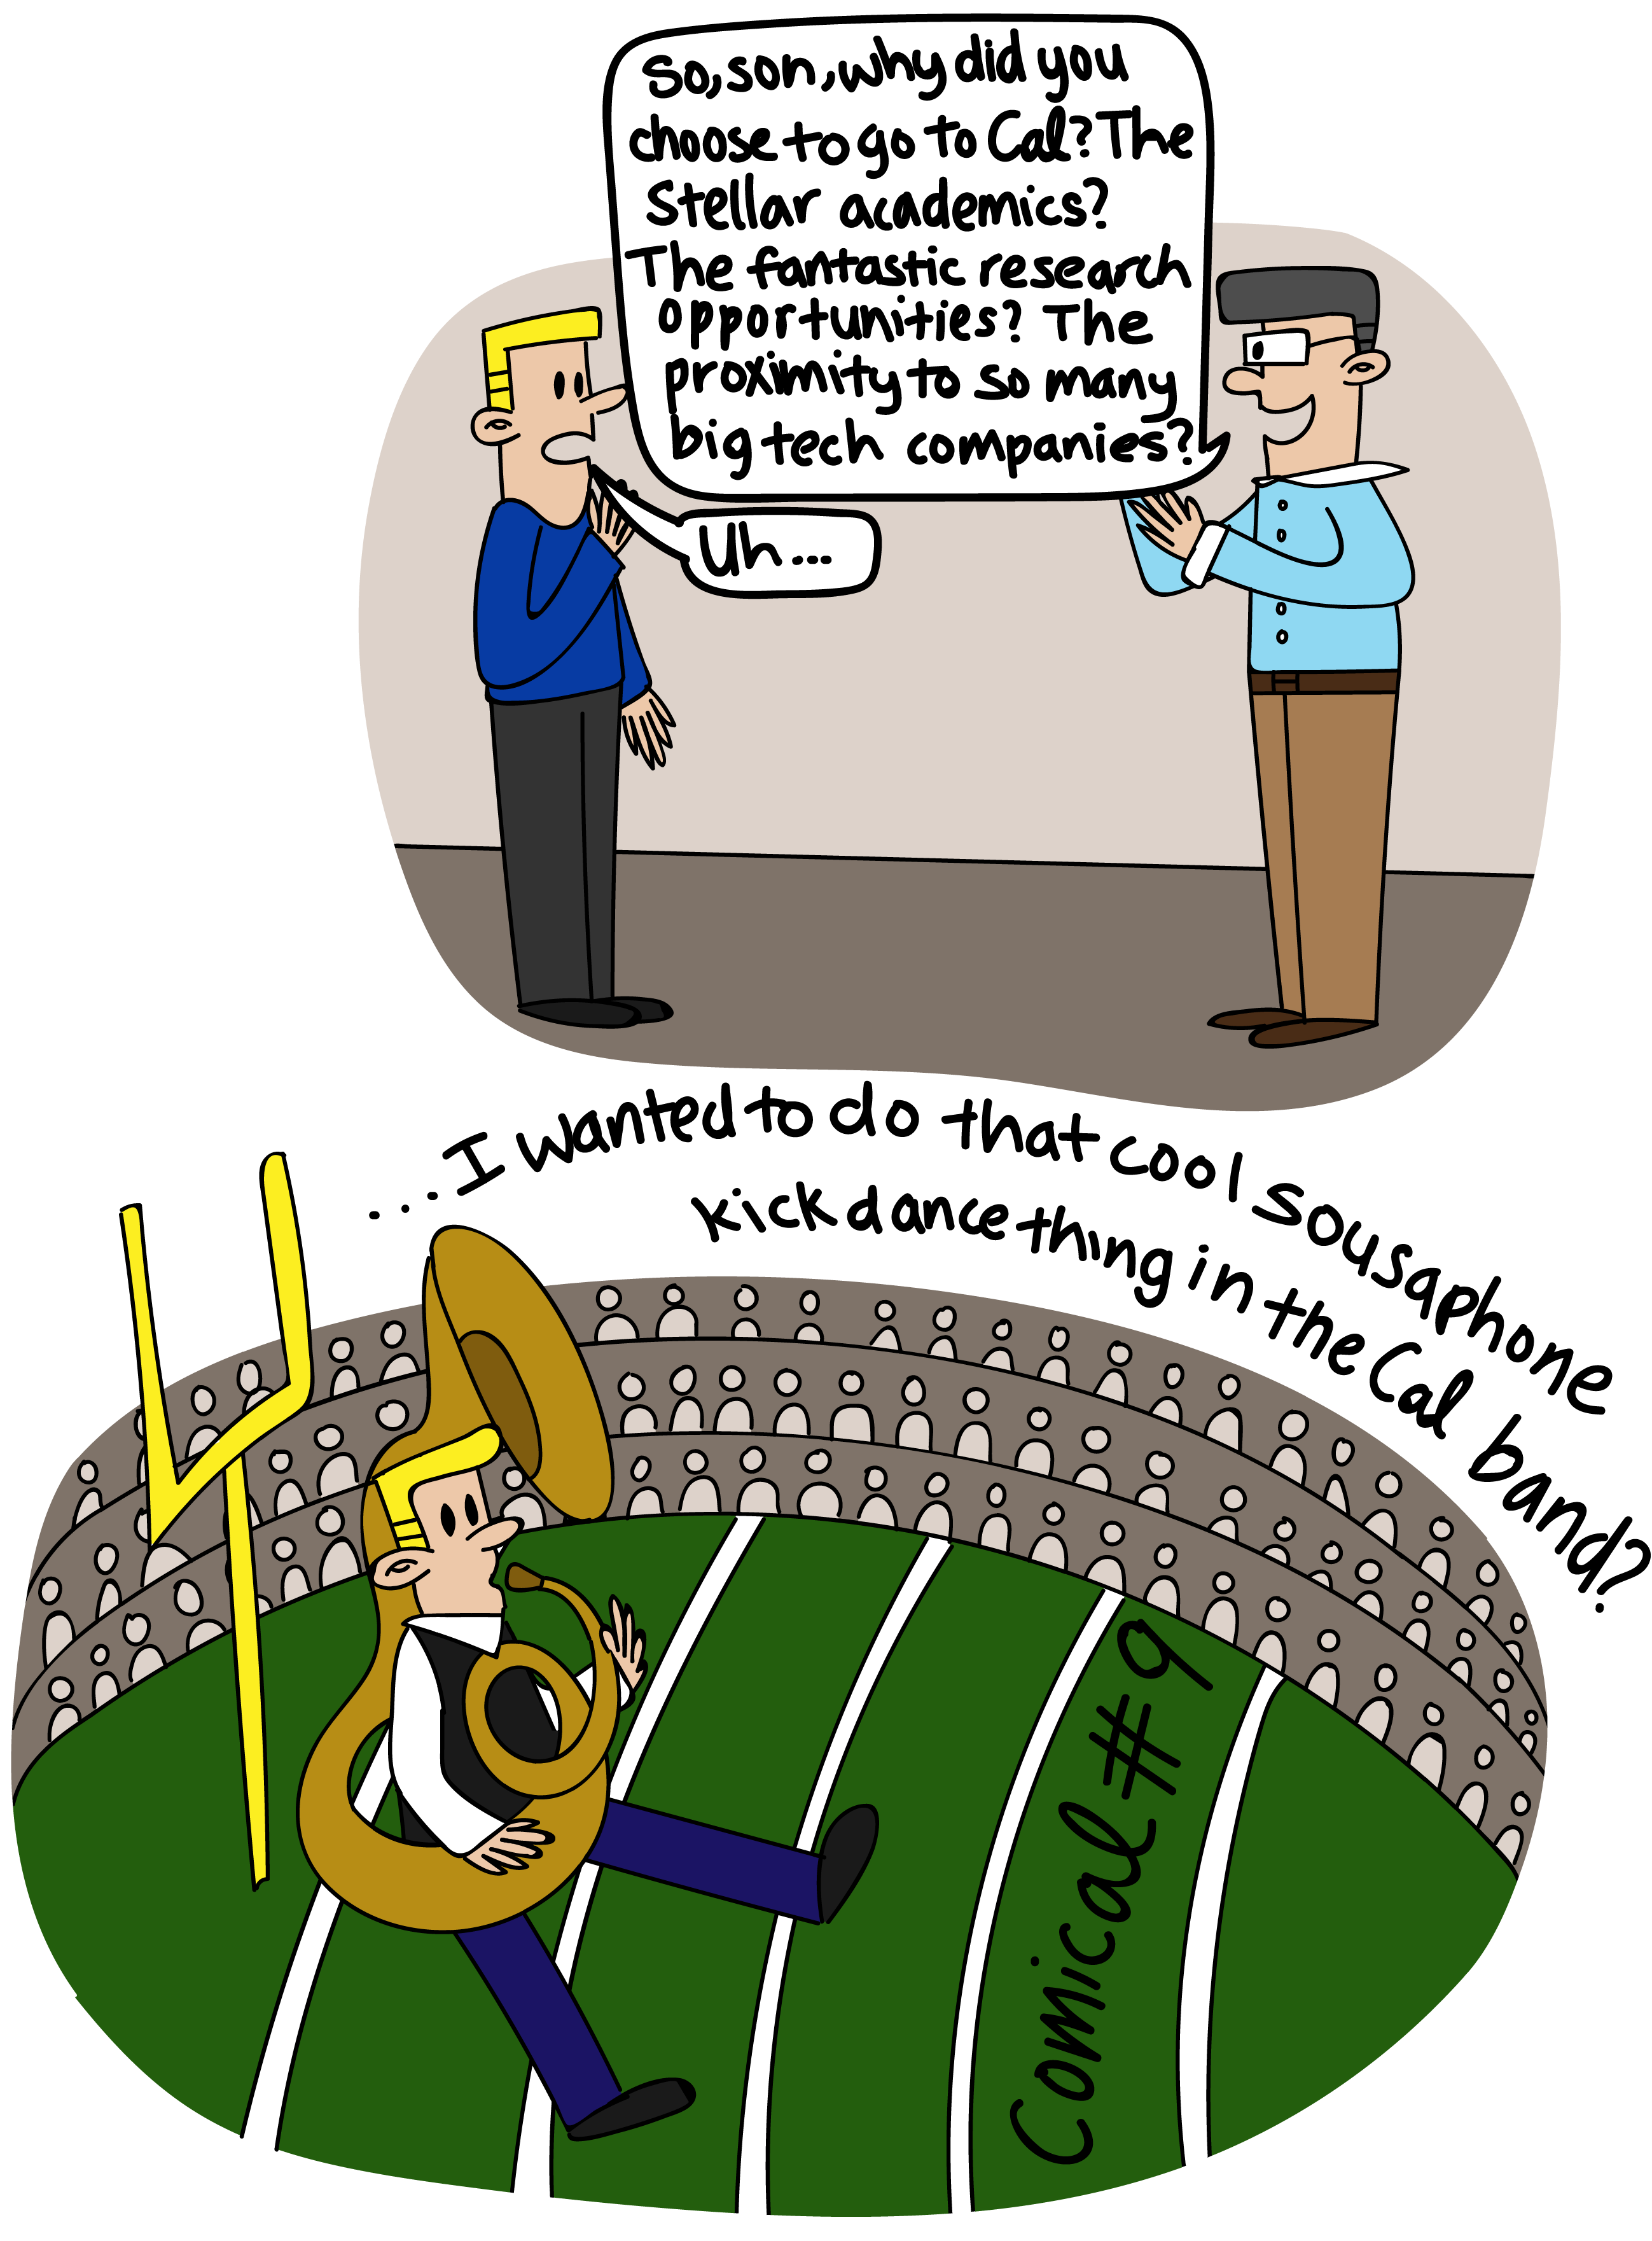 So, son, why did you
choose to go to Cal? The
Stellar academics?
The fantastic research
opportunities? The
proximity to so many
big tech companies?
Uh ....
...I wanted to do that cool sousaphone
kick dance thing in the Cal band?
Comical #9